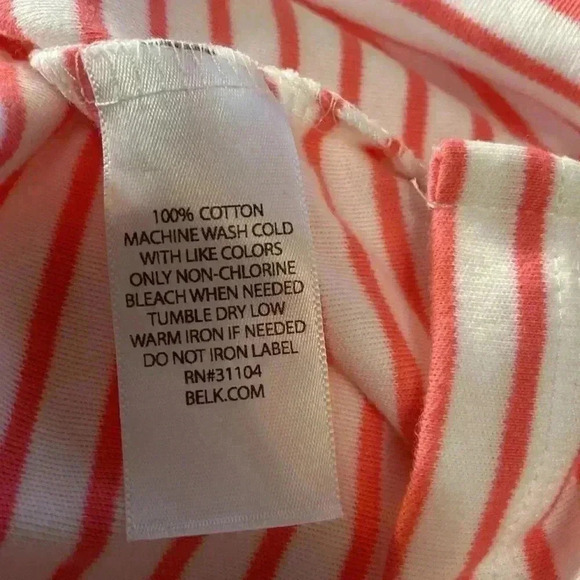 100% COTTON
MACHINE WASH COLD
WITH LIKE COLORS
ONLY NON-CHLORINE
BLEACH WHEN NEEDED
TUMBLE DRY LOW
WARM IRON IF NEEDED
DO NOT IRON LABEL
RN#31104
BELK.COM